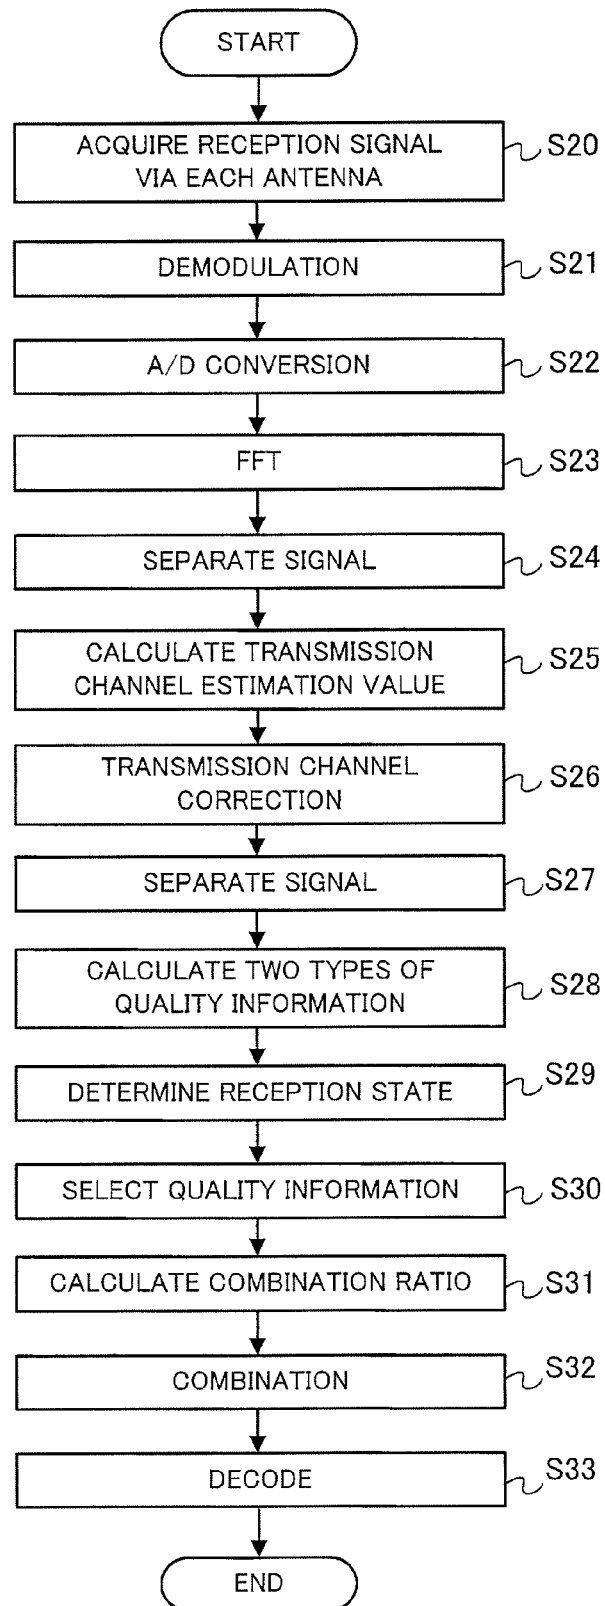 START
ACQUIRE RECEPTION SIGNAL
VIA EACH ANTENNA
S20
DEMODULATION
S21
A/D CONVERSION
S22
FFT
S23
SEPARATE SIGNAL
S24
CALCULATE TRANSMISSION
CHANNEL ESTIMATION VALUE
S25
TRANSMISSION CHANNEL
CORRECTION
S26
SEPARATE SIGNAL
S27
CALCULATE TWO TYPES OF
QUALITY INFORMATION
S28
DETERMINE RECEPTION STATE
S29
SELECT QUALITY INFORMATION
S30
CALCULATE COMBINATION RATIO
S31
COMBINATION
S32
DECODE
S33
END